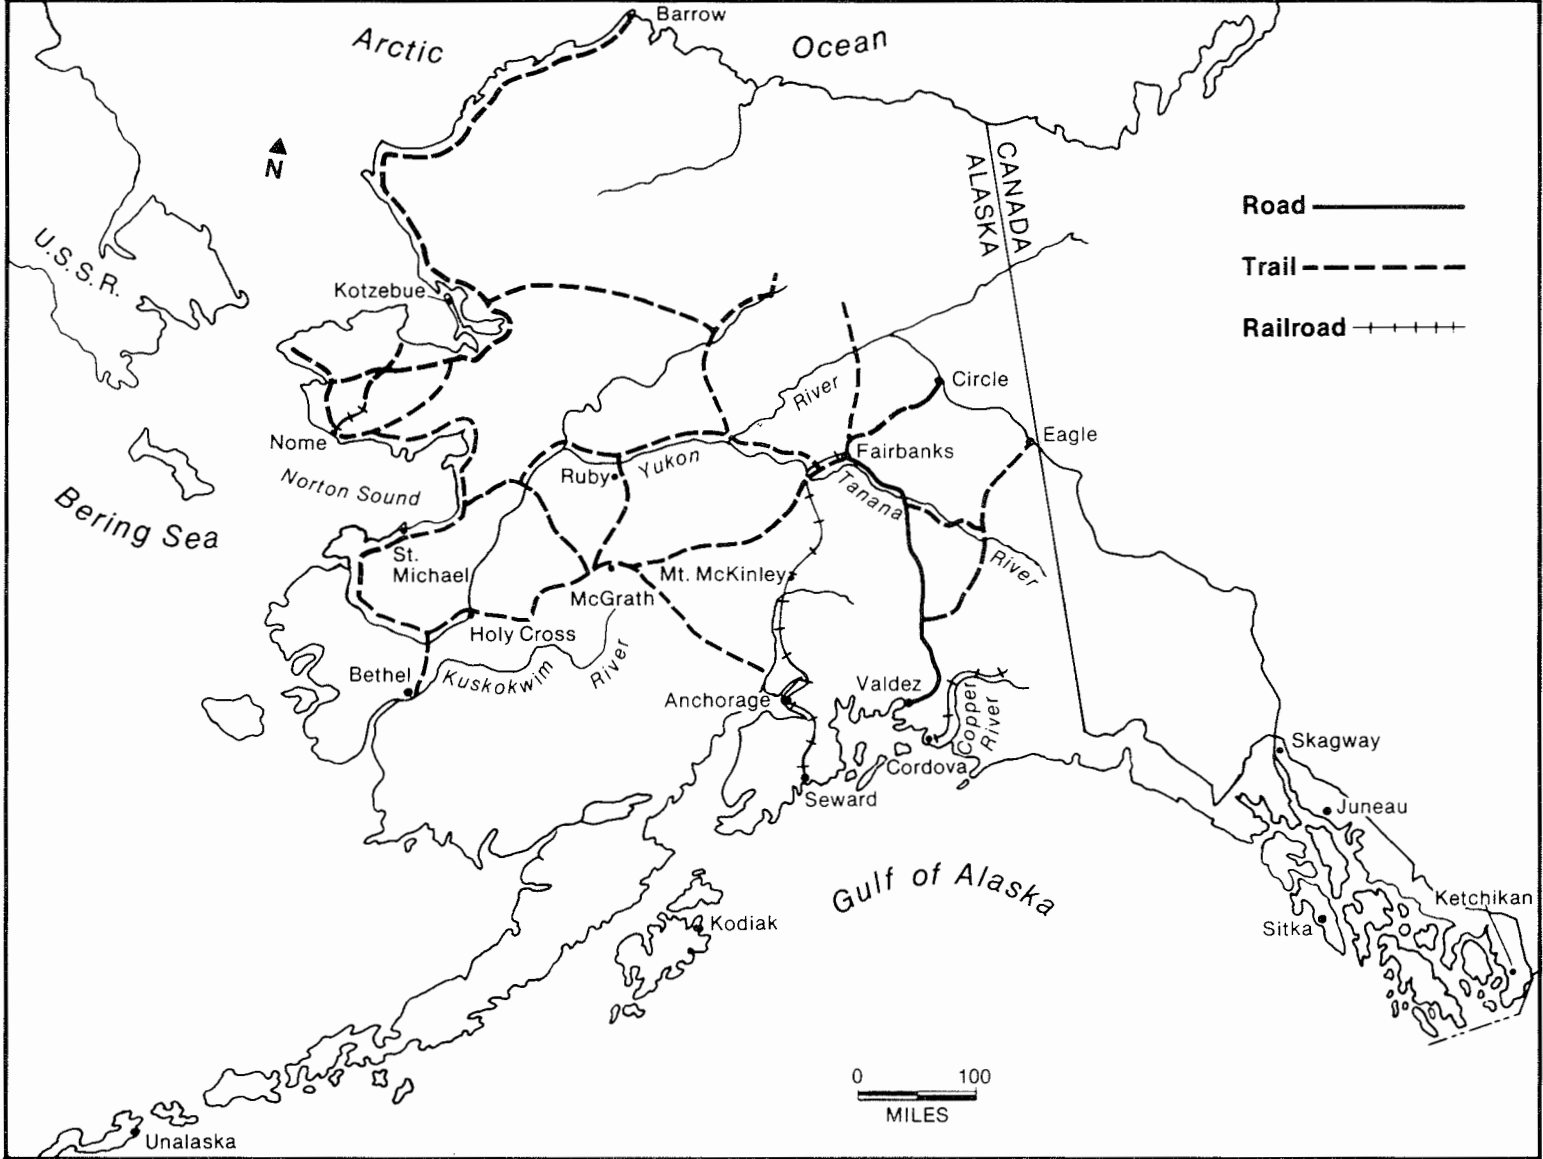 Barrow
Arctic
Ocean
N
CANADA
ALASKA
Road
Trail
Railroad
U.S.S.R.
Kotzebue
River
Circle
Nome
Eagle
Fairbanks
Ruby
Yukon
Norton Sound
Tanana
Bering Sea
St.
Michael
River
Mt. McKinley
McGrath
Holy Cross
Bethel
Kuskokwim
River
Anchorage
Valdez
Copper
River
Cordova
Skagway
Seward
Juneau
Gulf of Alaska
Ketchikan
Kodiak
Sitka
0 100
MILES
Unalaska